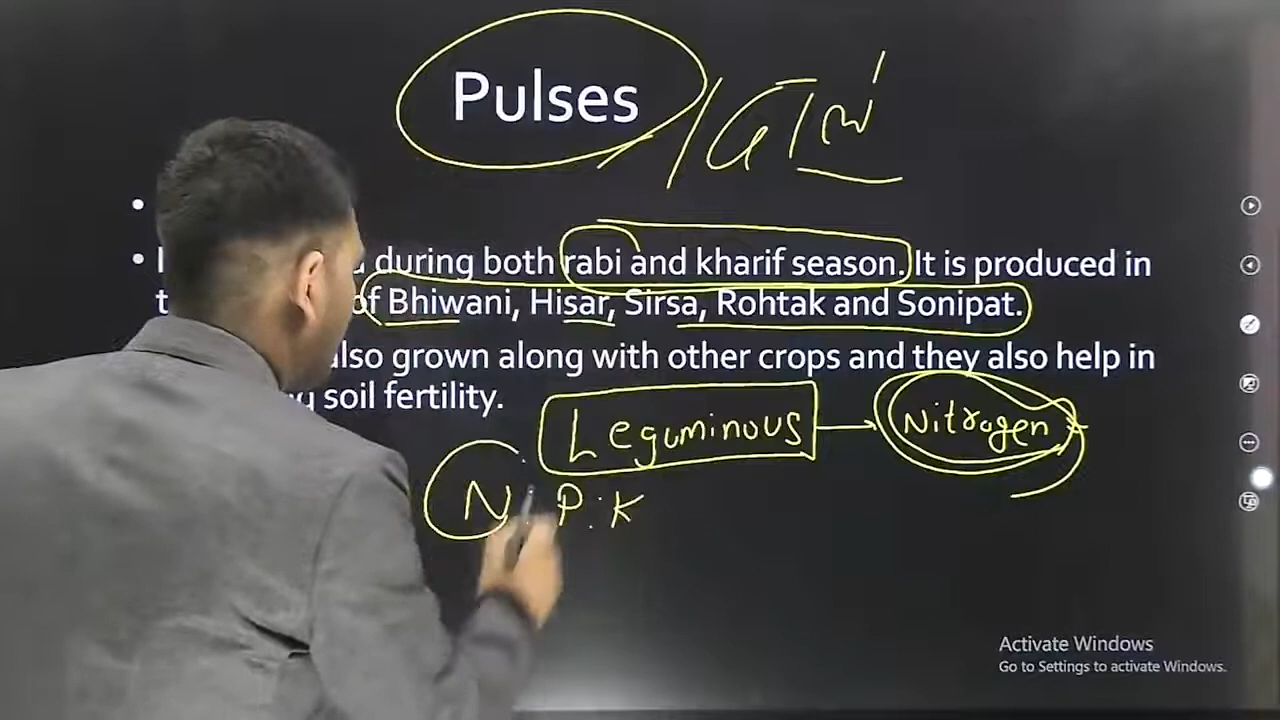 Pulses / दालें
during both rabi and kharif season. It is produced in
of Bhiwani, Hisar, Sirsa, Rohtak and Sonipat.
also grown along with other crops and they also help in
soil fertility.
Leguminous → Nitrogen
N : P : K
Activate Windows
Go to Settings to activate Windows.